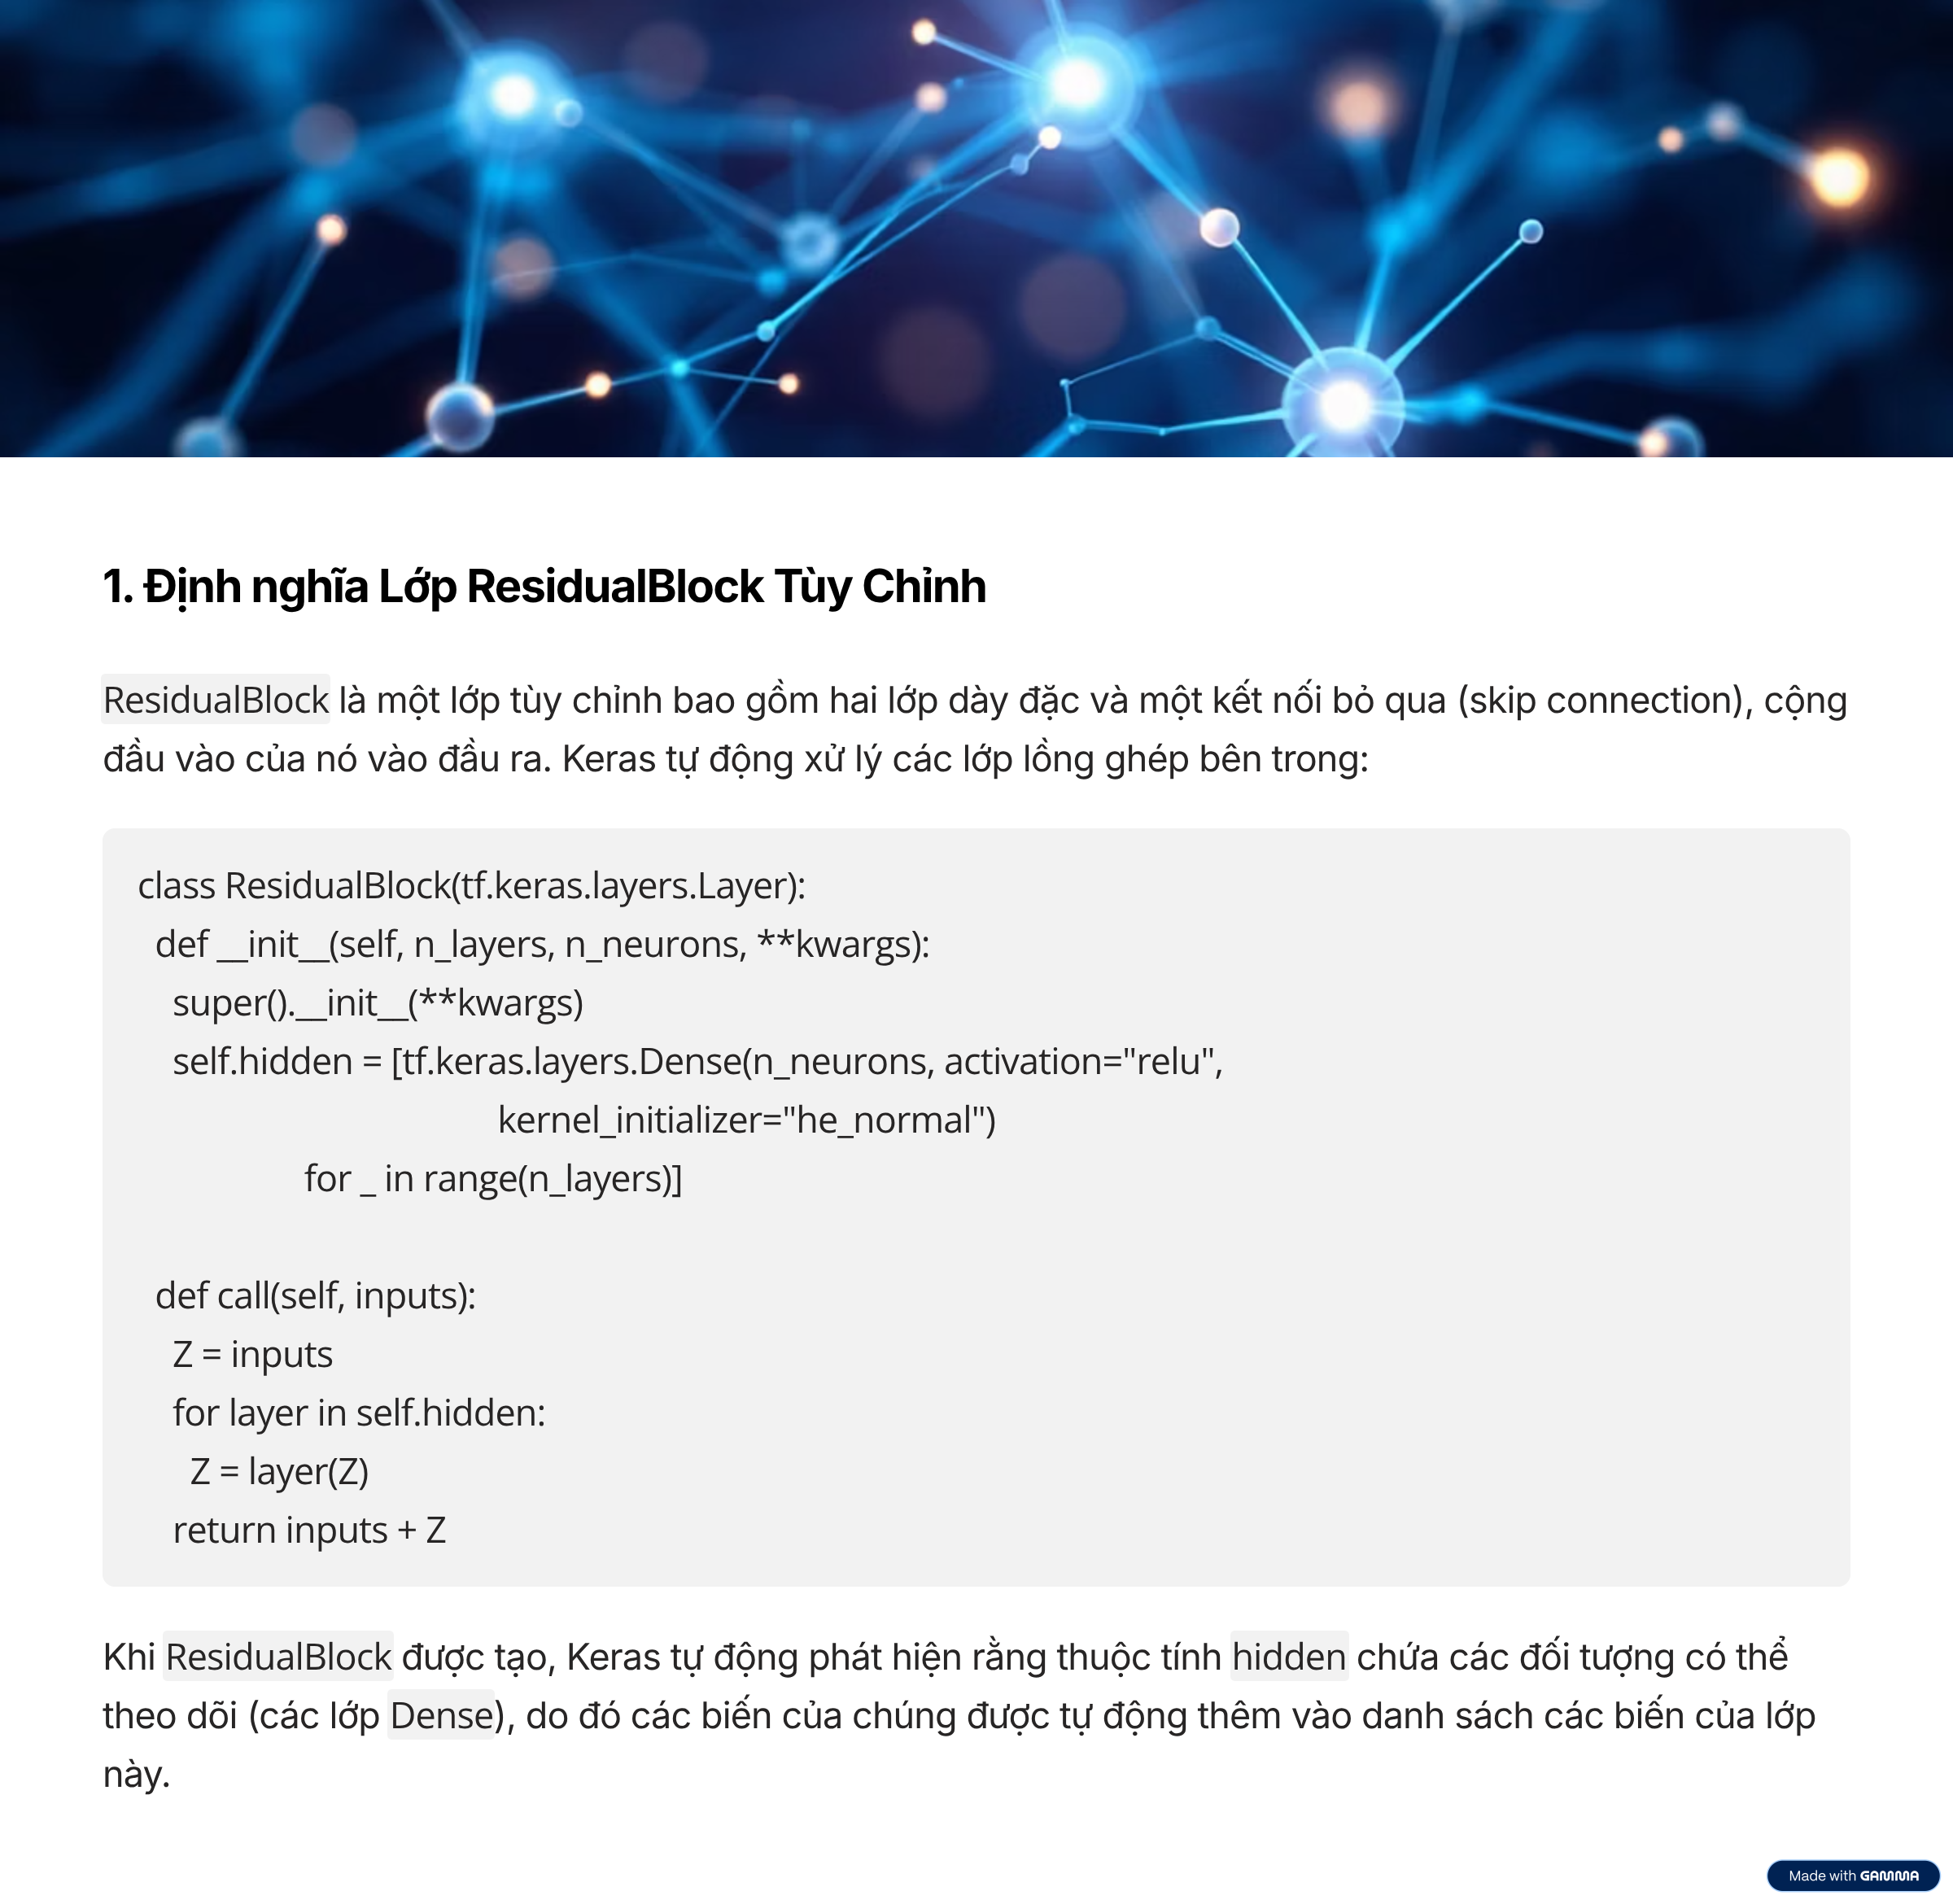 1. Định nghĩa Lớp ResidualBlock Tùy Chỉnh
ResidualBlock là một lớp tùy chỉnh bao gồm hai lớp dày đặc và một kết nối bỏ qua (skip connection), cộng
đầu vào của nó vào đầu ra. Keras tự động xử lý các lớp lồng ghép bên trong:
class ResidualBlock(tf.keras.layers.Layer):
  def __init__(self, n_layers, n_neurons, **kwargs):
    super().__init__(**kwargs)
    self.hidden = [tf.keras.layers.Dense(n_neurons, activation="relu",
                                         kernel_initializer="he_normal")
                   for _ in range(n_layers)]
  def call(self, inputs):
    Z = inputs
    for layer in self.hidden:
      Z = layer(Z)
    return inputs + Z
Khi ResidualBlock được tạo, Keras tự động phát hiện rằng thuộc tính hidden chứa các đối tượng có thể
theo dõi (các lớp Dense), do đó các biến của chúng được tự động thêm vào danh sách các biến của lớp
này.
Made with GAMMA